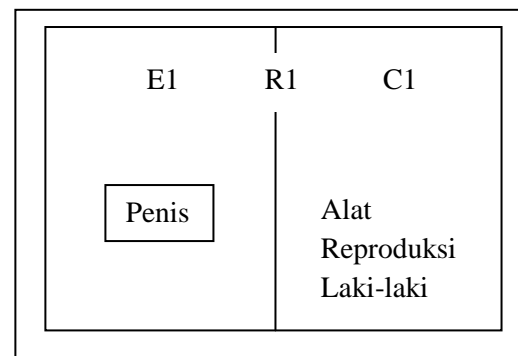 E1 R1 C1
Penis
Alat
Reproduksi
Laki-laki